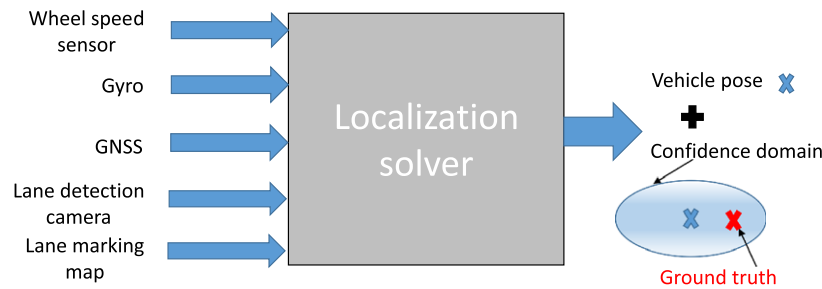 Wheel speed
sensor
Gyro
GNSS
Lane detection
camera
Lane marking
map
Localization
solver
Vehicle pose
Confidence domain
Ground truth